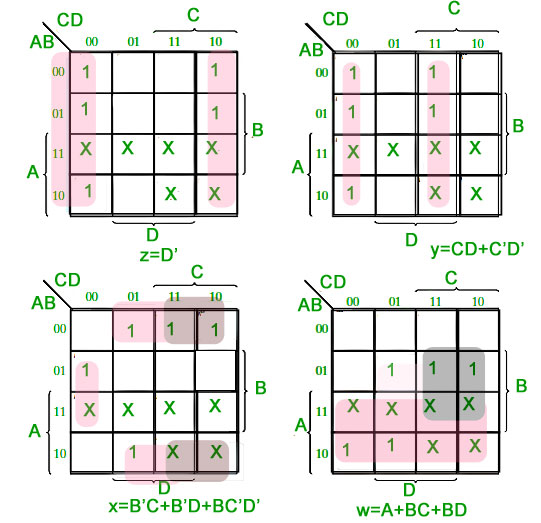 CD
C
AB
00 01 11 10
00 1 1
01 1 1
B
A
11 X X X X
10 1 X X
D
z=D'
C
CD
AB
00 01 11 10
00 1 1
01 1 1
B
A
11 X X X X
10 1 X X
D
y=CD+C'D'
CD
C
AB
00 01 11 10
00 1 1 1
01 1
B
A
11 X X X X
10 1 X X
D
x=B'C+B'D+BC'D'
CD
C
AB
00 01 11 10
00
01 1 1 1
B
A
11 X X X X
10 1 1 X X
D
w=A+BC+BD